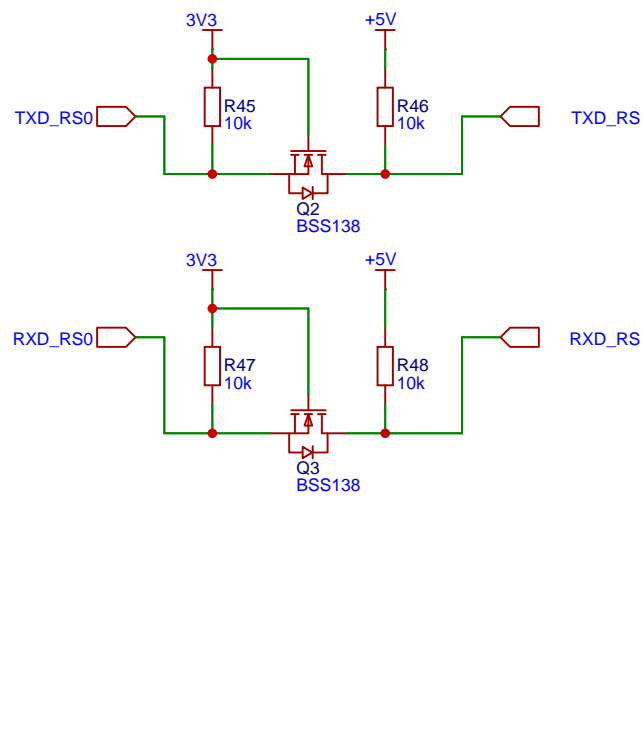 3V3
+5V
R45
10k
R46
10k
TXD_RS0
TXD_RS
Q2
BSS138
3V3
+5V
RXD_RS0
RXD_RS
R47
10k
R48
10k
Q3
BSS138